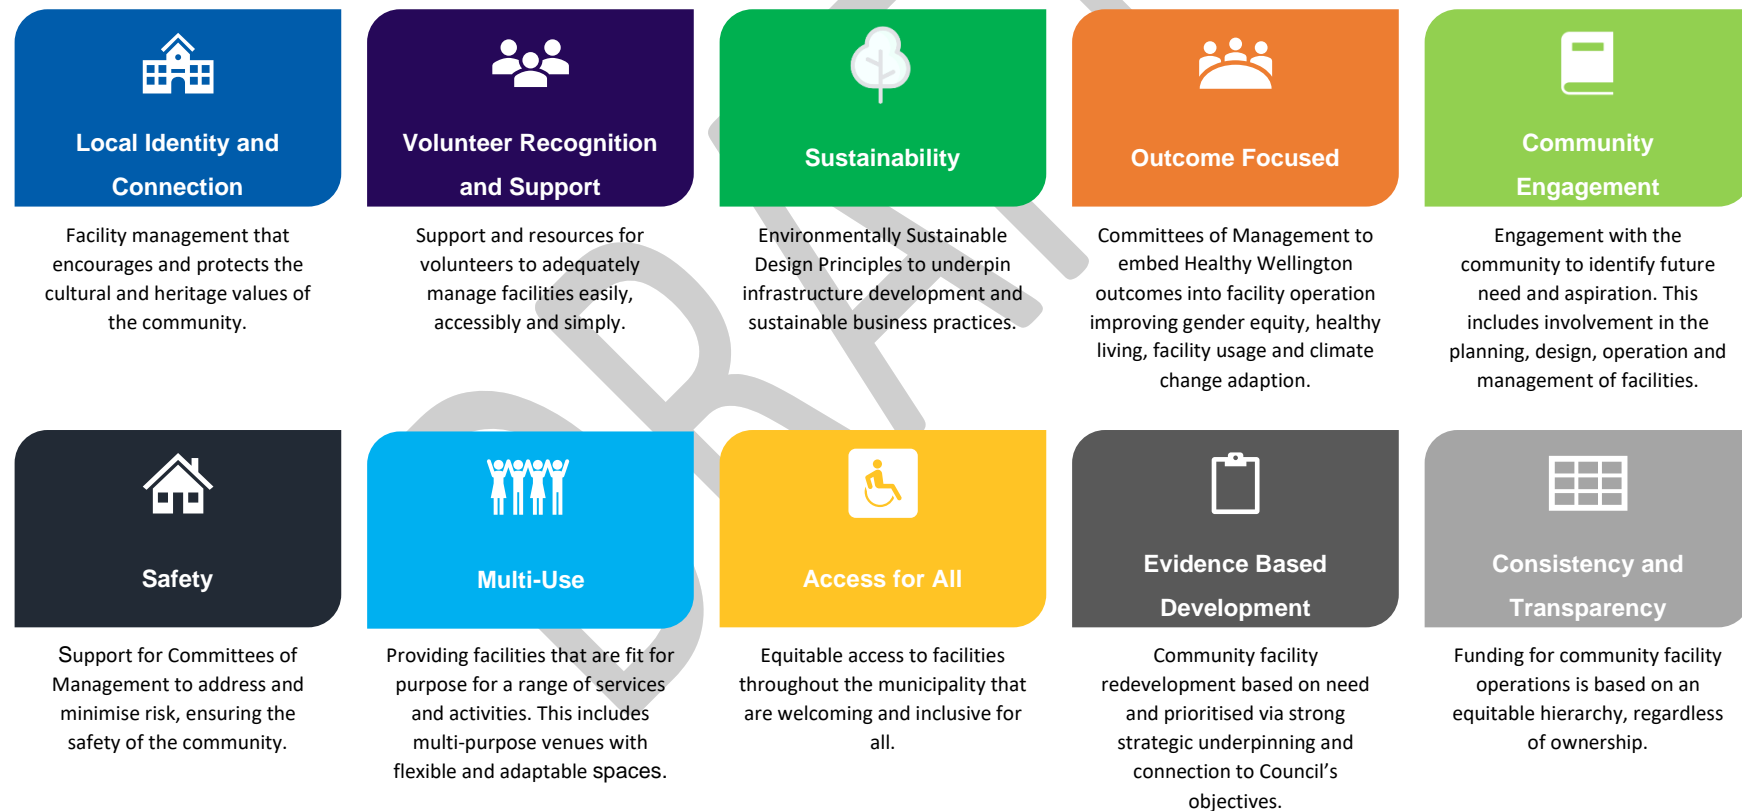 Local Identity and
Connection
Facility management that
encourages and protects the
cultural and heritage values of
the community.
Volunteer Recognition
and Support
Support and resources for
volunteers to adequately
manage facilities easily,
accessibly and simply.
Sustainability
Environmentally Sustainable
Design Principles to underpin
infrastructure development and
sustainable business practices.
Outcome Focused
Committees of Management to
embed Healthy Wellington
outcomes into facility operation
improving gender equity, healthy
living, facility usage and climate
change adaption.
Community
Engagement
Engagement with the
community to identify future
need and aspiration. This
includes involvement in the
planning, design, operation and
management of facilities.
Safety
Support for Committees of
Management to address and
minimise risk, ensuring the
safety of the community.
Multi-Use
Providing facilities that are fit for
purpose for a range of services
and activities. This includes
multi-purpose venues with
flexible and adaptable spaces.
Access for All
Equitable access to facilities
throughout the municipality that
are welcoming and inclusive for
all.
Evidence Based
Development
Community facility
redevelopment based on need
and prioritised via strong
strategic underpinning and
connection to Council's
objectives.
Consistency and
Transparency
Funding for community facility
operations is based on an
equitable hierarchy, regardless
of ownership.